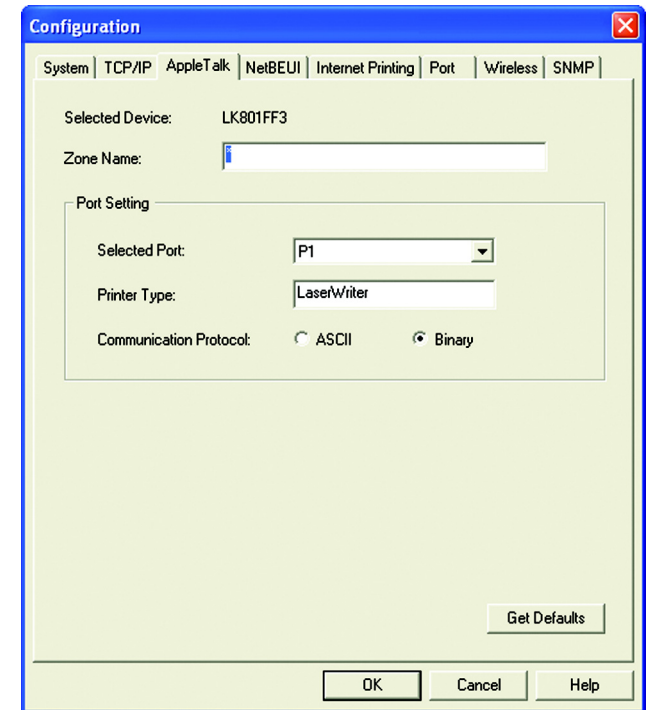 Configuration
System TCP/IP AppleTalk NetBEUI Internet Printing Port Wireless SNMP
Selected Device: LK801FF3
Zone Name: *
Port Setting
Selected Port: P1
Printer Type: LaserWriter
Communication Protocol: ASCII Binary
Get Defaults
OK Cancel Help